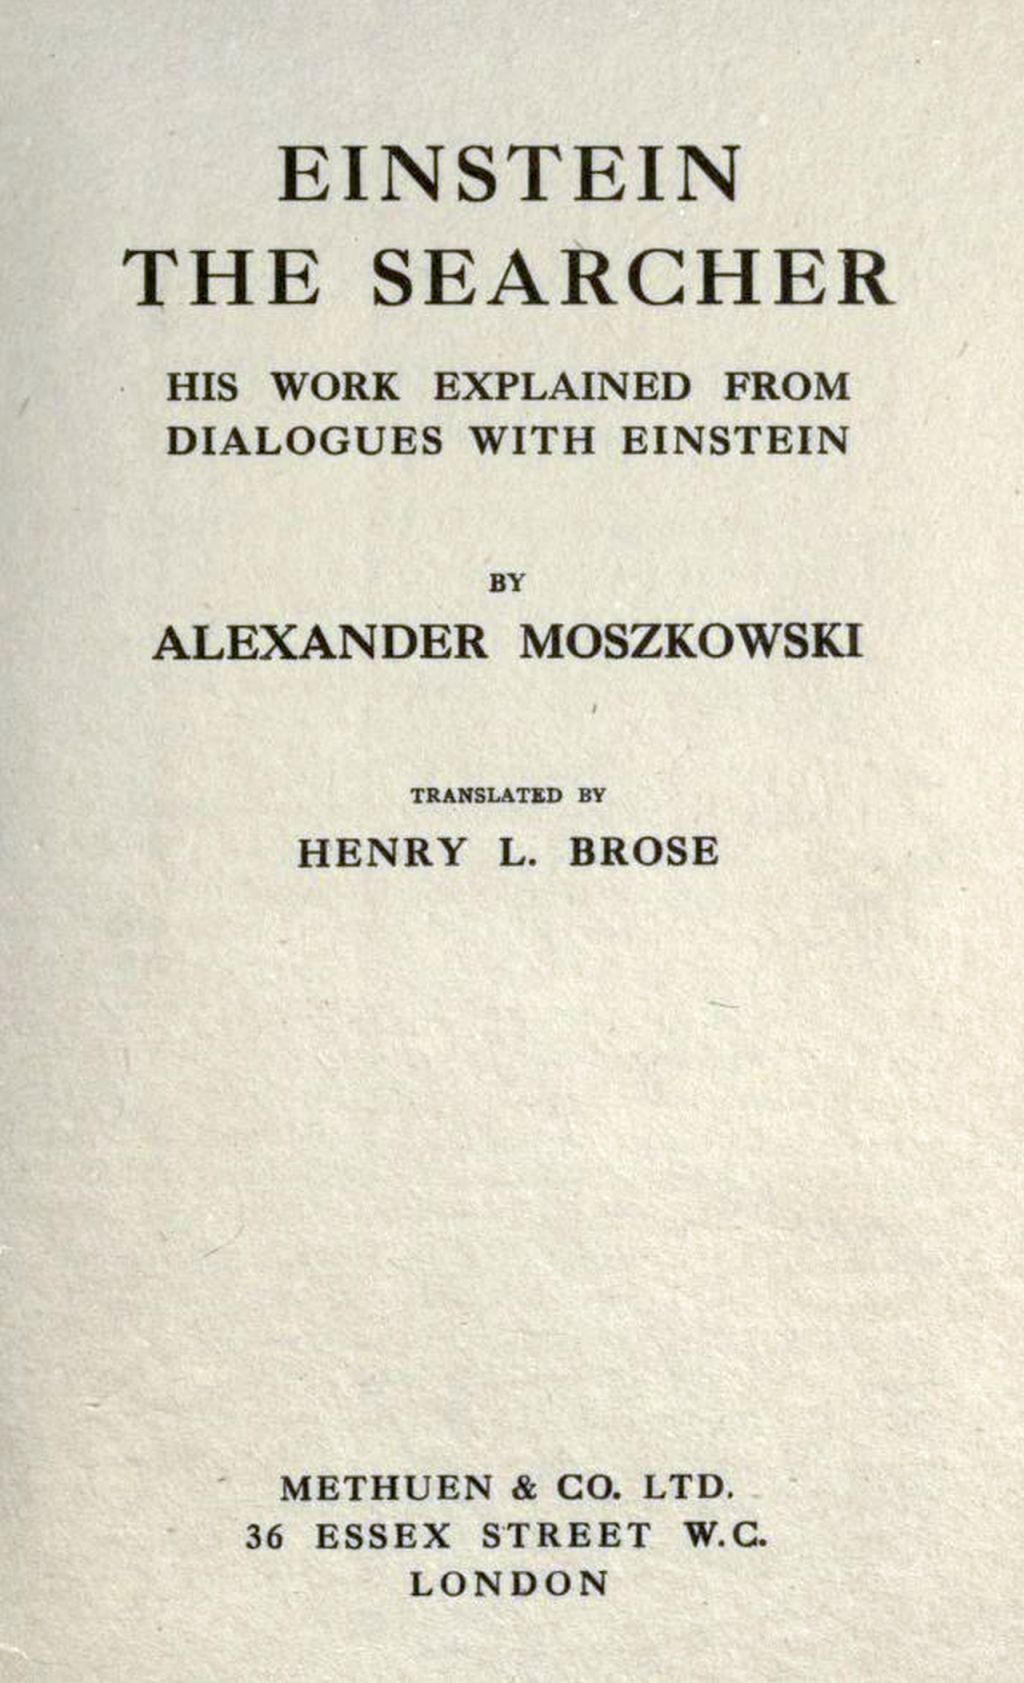 EINSTEIN
THE SEARCHER
HIS WORK EXPLAINED FROM
DIALOGUES WITH EINSTEIN
BY
ALEXANDER MOSZKOWSKI
TRANSLATED BY
HENRY L. BROSE
METHUEN & CO. LTD.
36 ESSEX STREET W.C.
LONDON